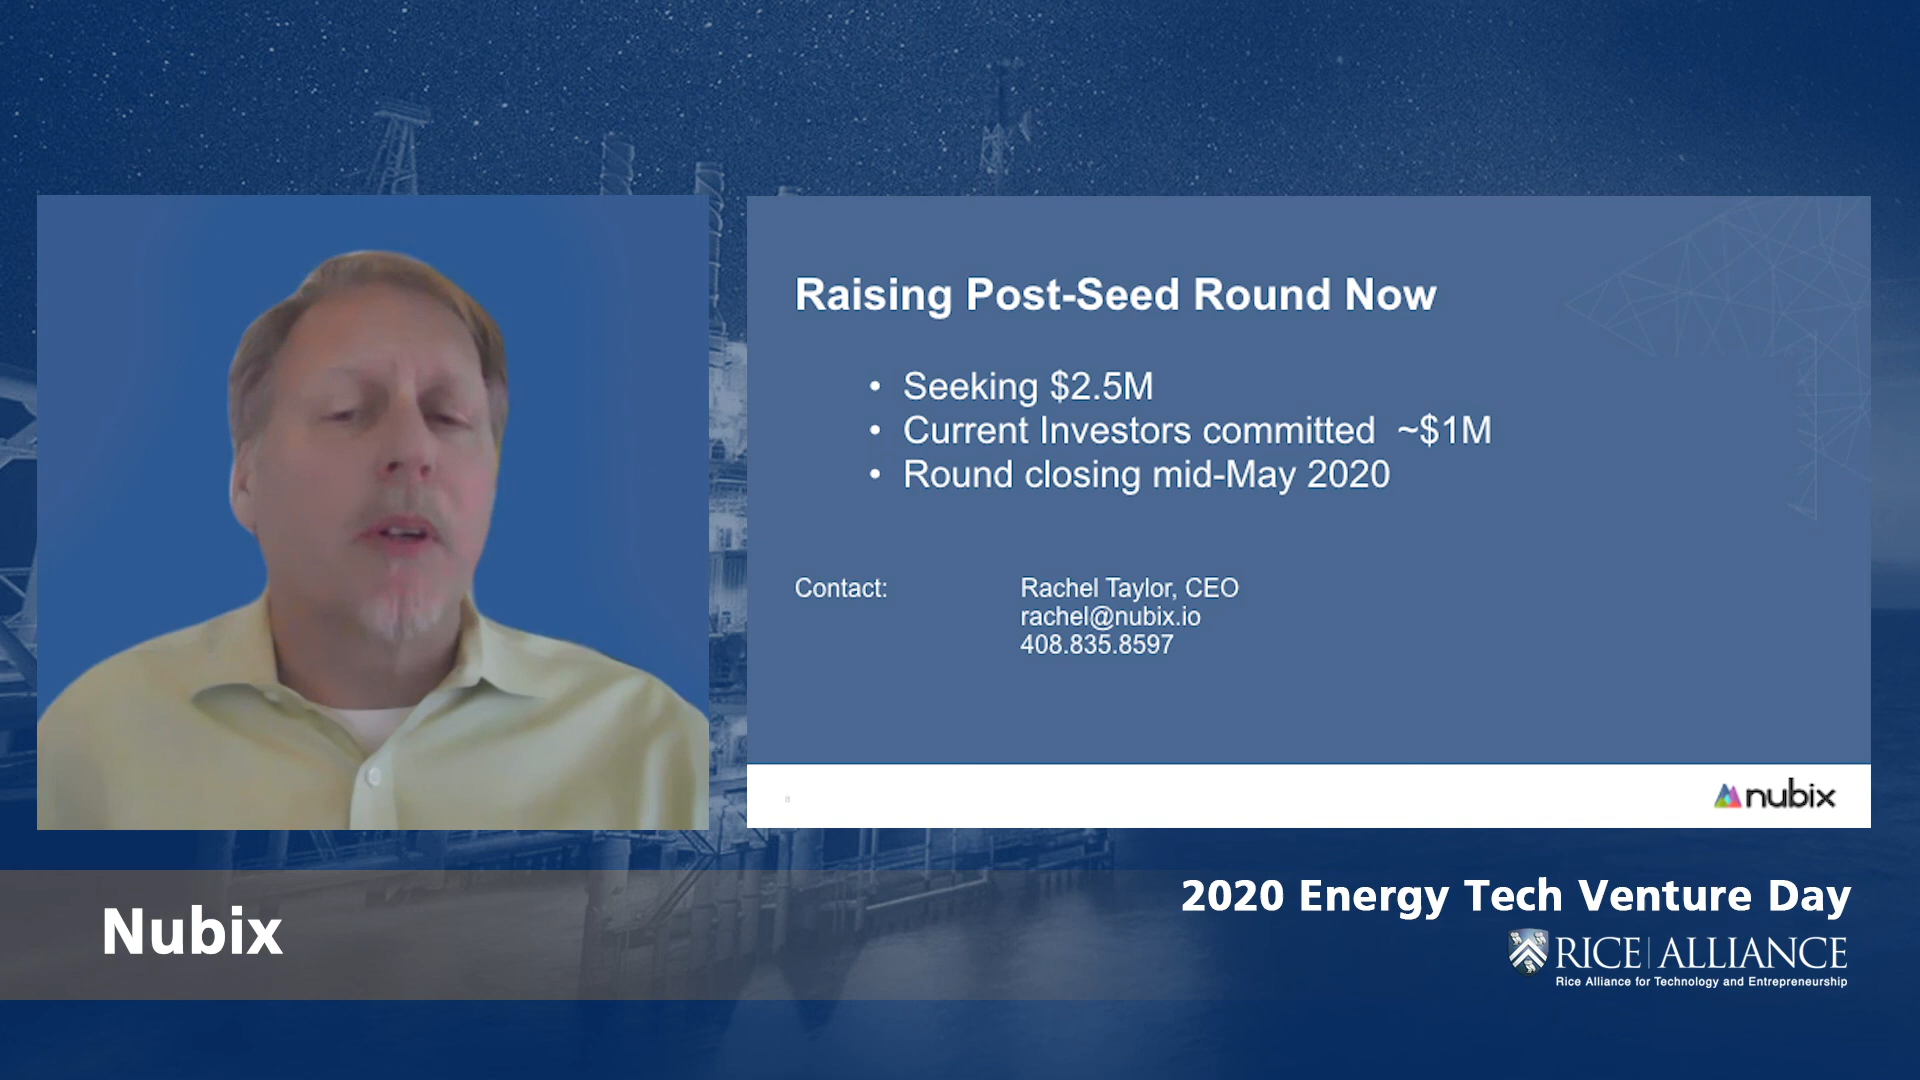 Raising Post-Seed Round Now
• Seeking $2.5M
• Current Investors committed ~$1M
• Round closing mid-May 2020
Contact: Rachel Taylor, CEO
rachel@nubix.io
408.835.8597
nubix
Nubix
2020 Energy Tech Venture Day
RICE | ALLIANCE
Rice Alliance for Technology and Entrepreneurship